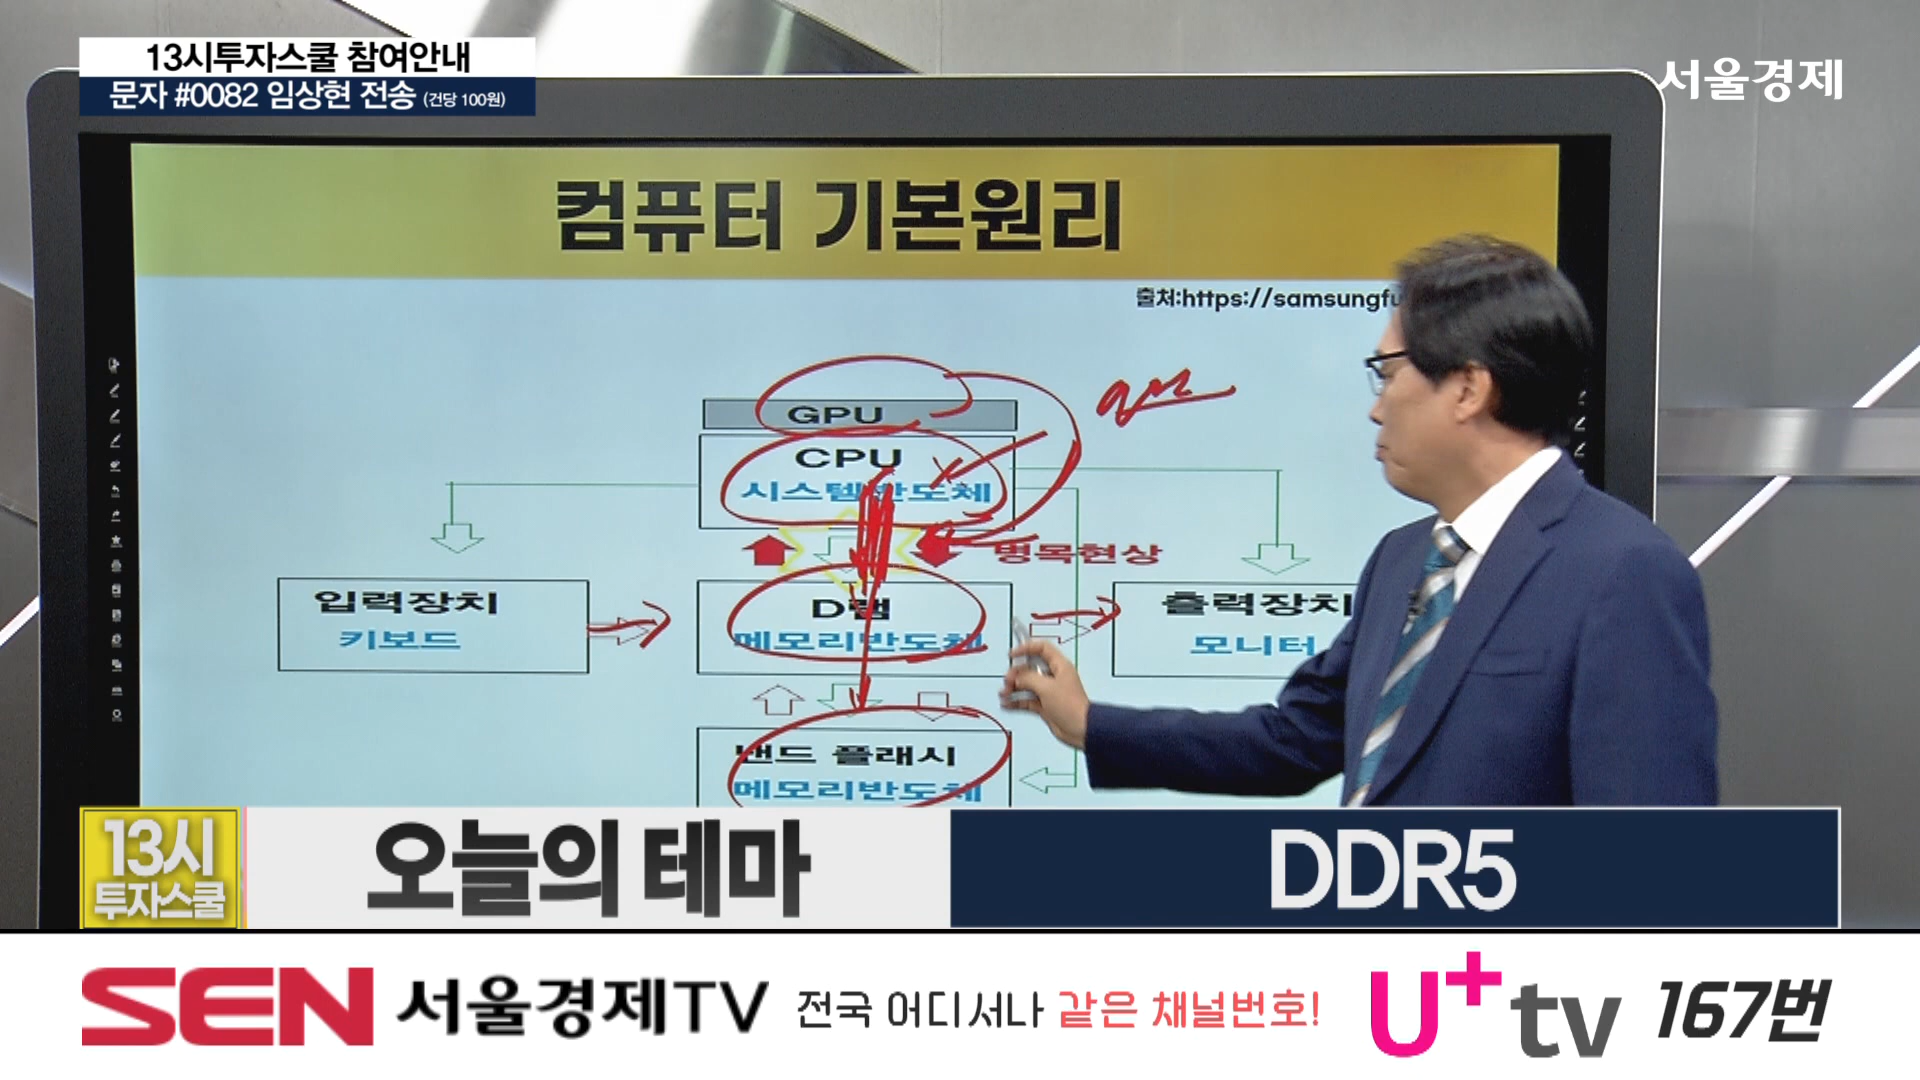 13시투자스쿨 참여안내
문자 #0082 임상현 전송 (건당 100원)
서울경제
컴퓨터 기본원리
출처:https://samsungfu
GPU
CPU
시스템반도체
병목현상
입력장치
키보드
D램
메모리반도체
출력장치
모니터
낸드 플래시
메모리반도체
13시
투자스쿨
오늘의 테마
DDR5
SEN 서울경제TV 전국 어디서나 같은 채널번호! U+tv 167번